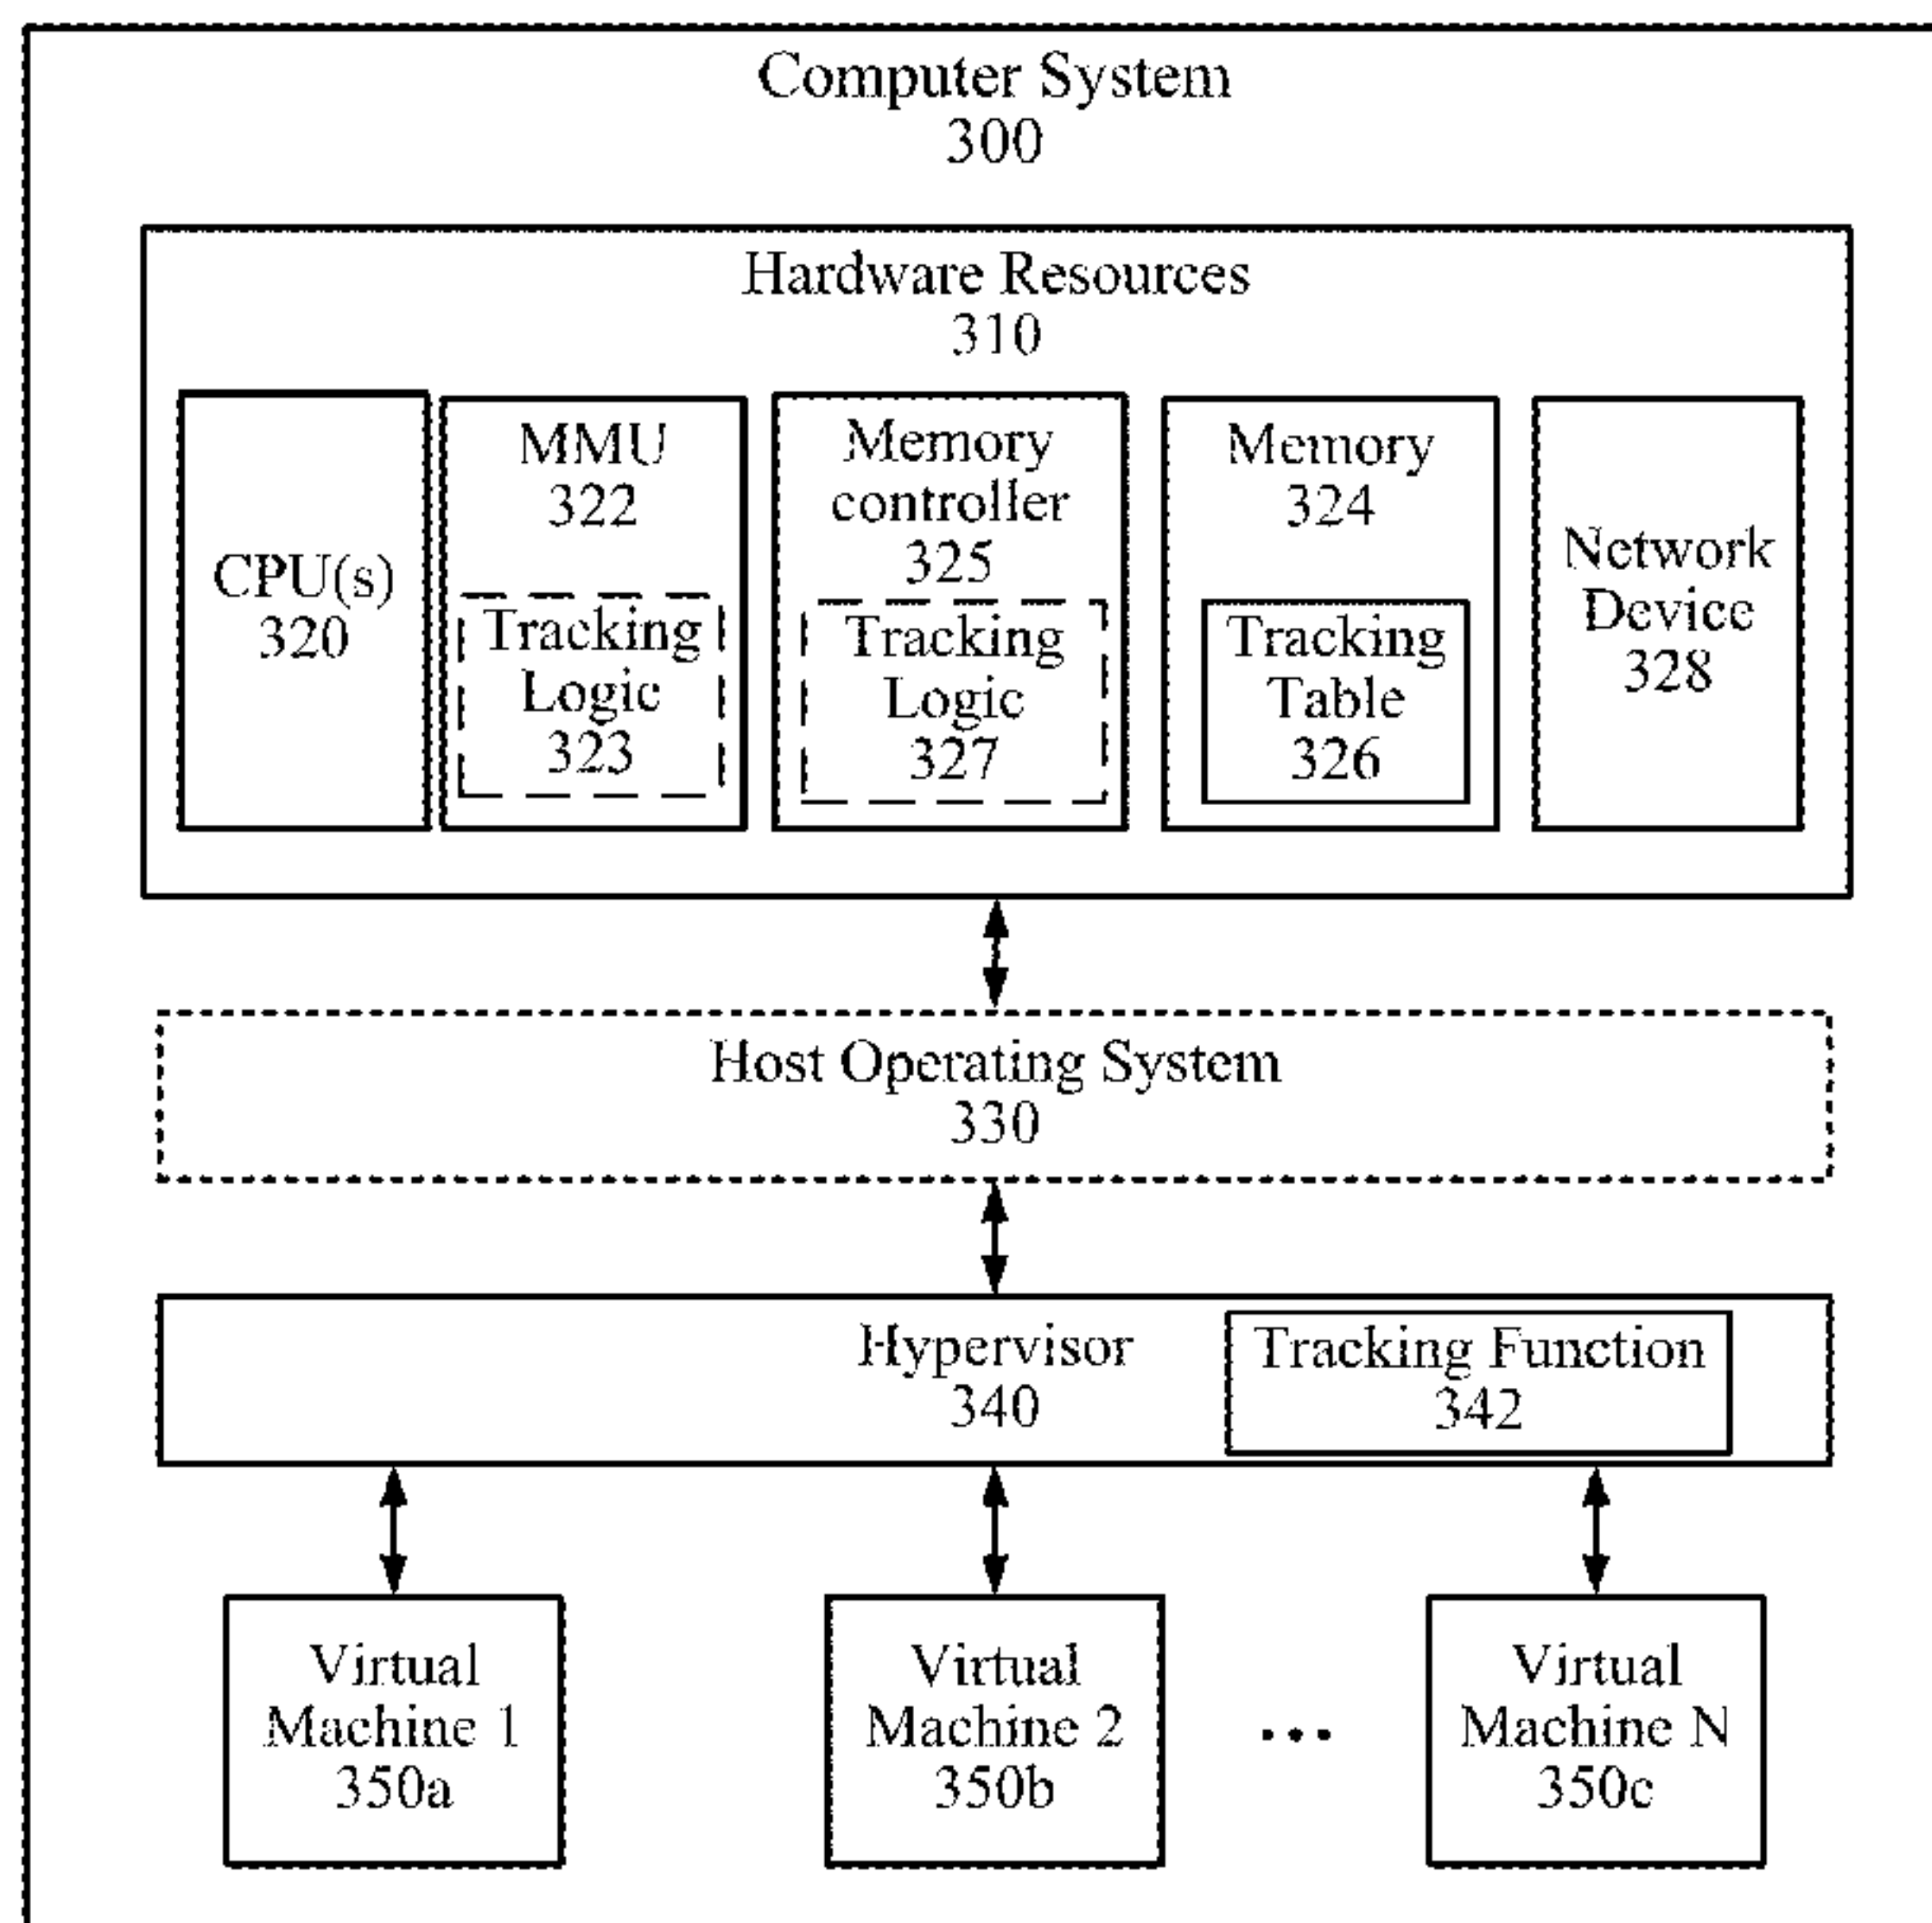 Computer System
300
Hardware Resources
310
CPU(s)
320
MMU
322
Tracking
Logic
323
Memory
controller
325
Tracking
Logic
327
Memory
324
Tracking
Table
326
Network
Device
328
Host Operating System
330
Hypervisor
340
Tracking Function
342
Virtual
Machine 1
350a
Virtual
Machine 2
350b
...
Virtual
Machine N
350c